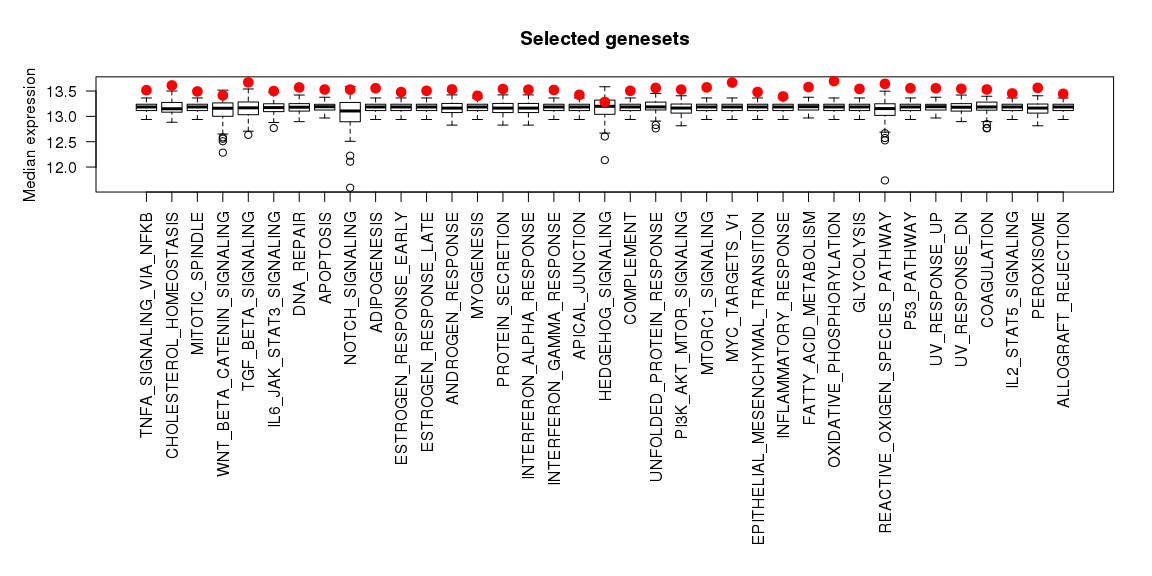 Selected genesets
Median expression
13.5
13.0
12.5
12.0
TNFA_SIGNALING_VIA_NFKB
CHOLESTEROL_HOMEOSTASIS
MITOTIC_SPINDLE
WNT_BETA_CATENIN_SIGNALING
TGF_BETA_SIGNALING
IL6_JAK_STAT3_SIGNALING
DNA_REPAIR
APOPTOSIS
NOTCH_SIGNALING
ADIPOGENESIS
ESTROGEN_RESPONSE_EARLY
ESTROGEN_RESPONSE_LATE
ANDROGEN_RESPONSE
MYOGENESIS
PROTEIN_SECRETION
INTERFERON_ALPHA_RESPONSE
INTERFERON_GAMMA_RESPONSE
APICAL_JUNCTION
HEDGEHOG_SIGNALING
COMPLEMENT
UNFOLDED_PROTEIN_RESPONSE
PI3K_AKT_MTOR_SIGNALING
MTORC1_SIGNALING
MYC_TARGETS_V1
EPITHELIAL_MESENCHYMAL_TRANSITION
INFLAMMATORY_RESPONSE
FATTY_ACID_METABOLISM
OXIDATIVE_PHOSPHORYLATION
GLYCOLYSIS
REACTIVE_OXIGEN_SPECIES_PATHWAY
P53_PATHWAY
UV_RESPONSE_UP
UV_RESPONSE_DN
COAGULATION
IL2_STAT5_SIGNALING
PEROXISOME
ALLOGRAFT_REJECTION